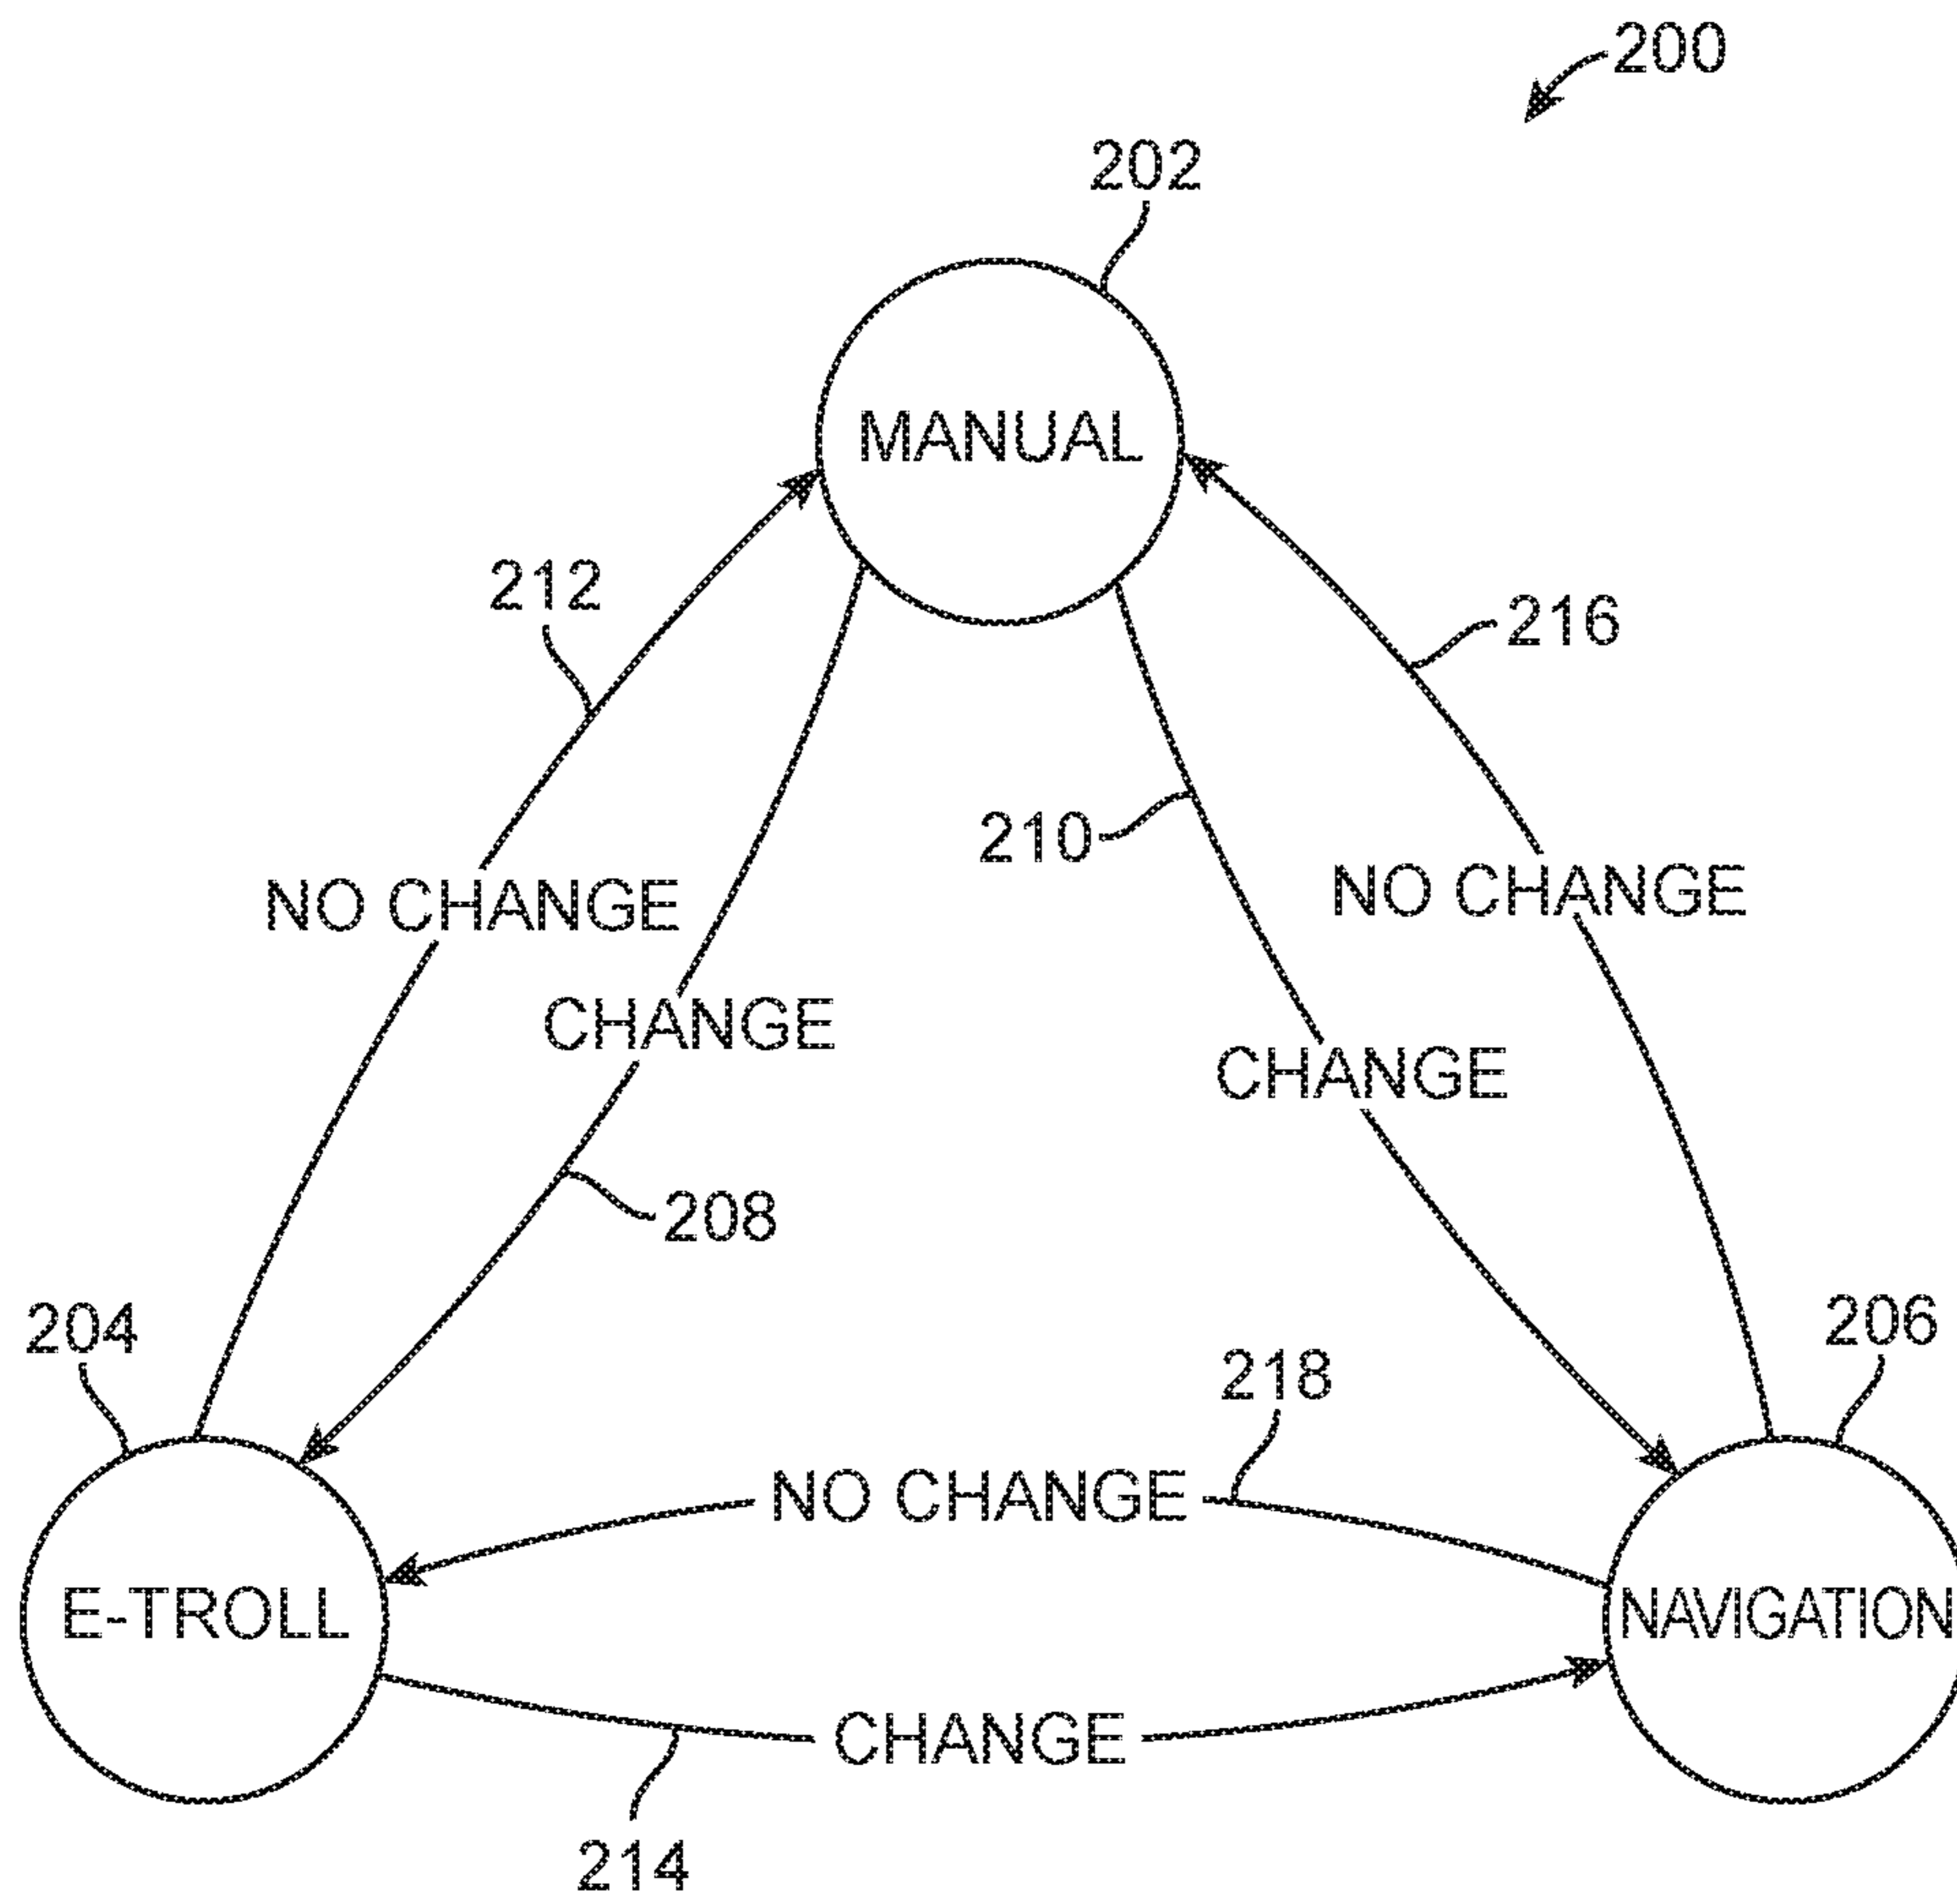 200
202
MANUAL
212
216
210
NO CHANGE
NO CHANGE
CHANGE
CHANGE
208
204
206
218
NO CHANGE
E-TROLL
NAVIGATION
CHANGE
214